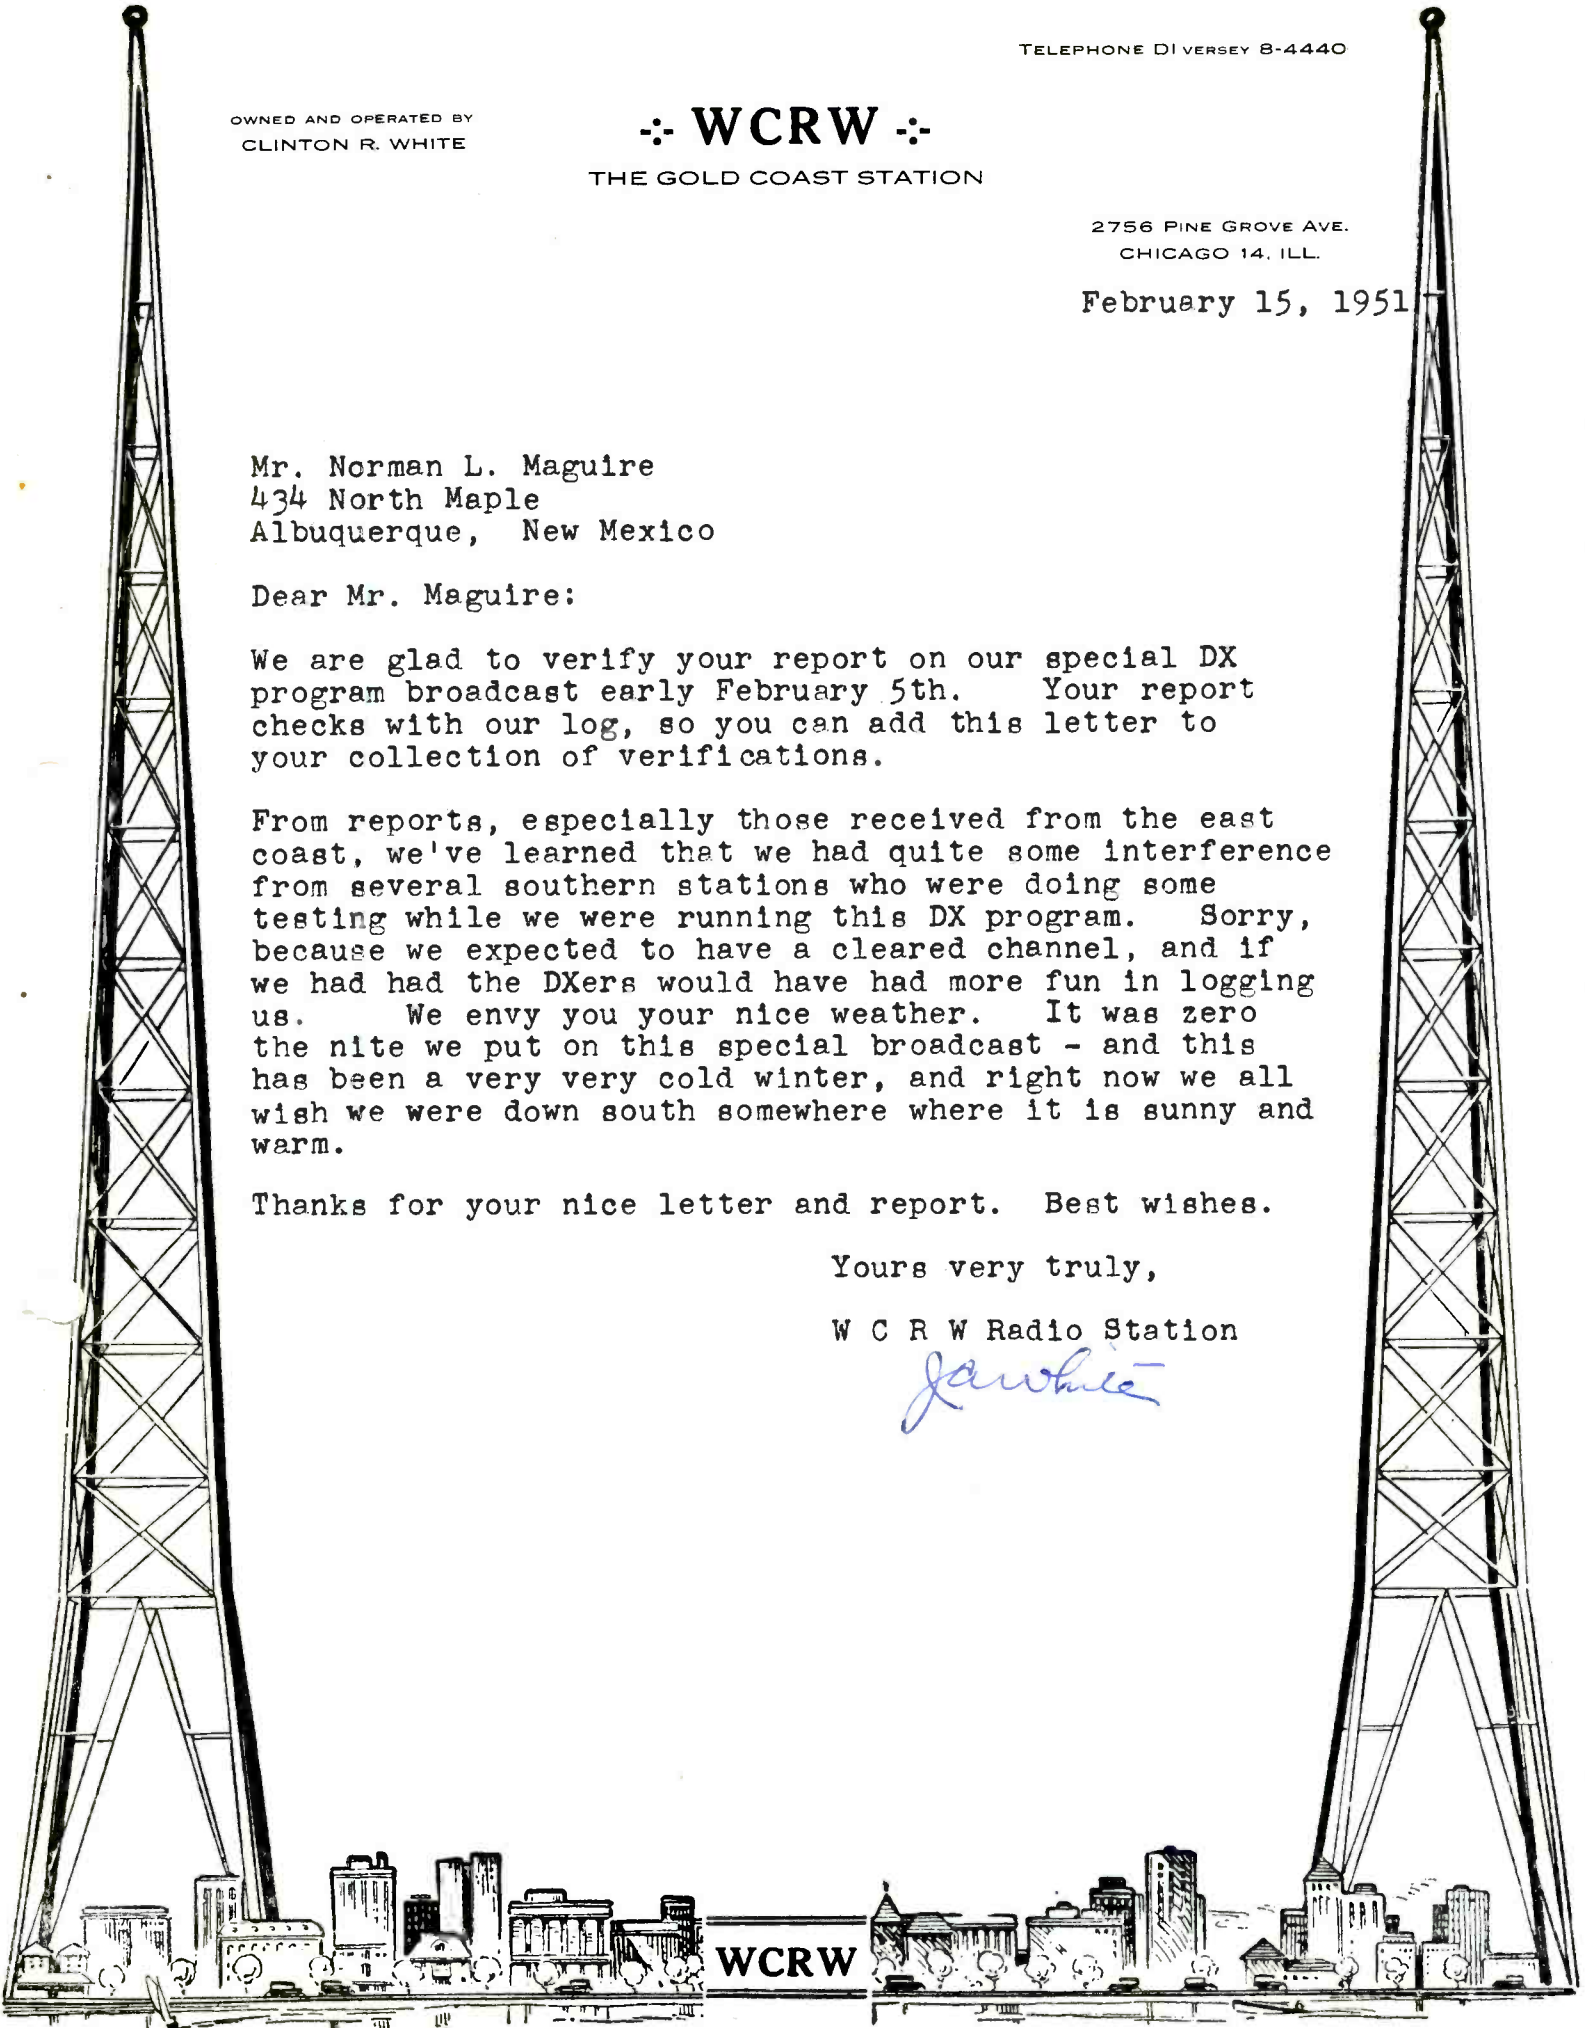 TELEPHONE DIVERSEY 8-4440
OWNED AND OPERATED BY
CLINTON R. WHITE
WCRW
THE GOLD COAST STATION
2756 PINE GROVE AVE.
CHICAGO 14, ILL.
February 15, 1951
Mr. Norman L. Maguire
434 North Maple
Albuquerque, New Mexico
Dear Mr. Maguire:
We are glad to verify your report on our special DX
program broadcast early February 5th. Your report
checks with our log, so you can add this letter to
your collection of verifications.
From reports, especially those received from the east
coast, we've learned that we had quite some interference
from several southern stations who were doing some
testing while we were running this DX program. Sorry,
because we expected to have a cleared channel, and if
we had had the DXers would have had more fun in logging
us. We envy you your nice weather. It was zero
the nite we put on this special broadcast - and this
has been a very very cold winter, and right now we all
wish we were down south somewhere where it is sunny and
warm.
Thanks for your nice letter and report. Best wishes.
Yours very truly,
W C R W Radio Station
JAWhite
WCRW